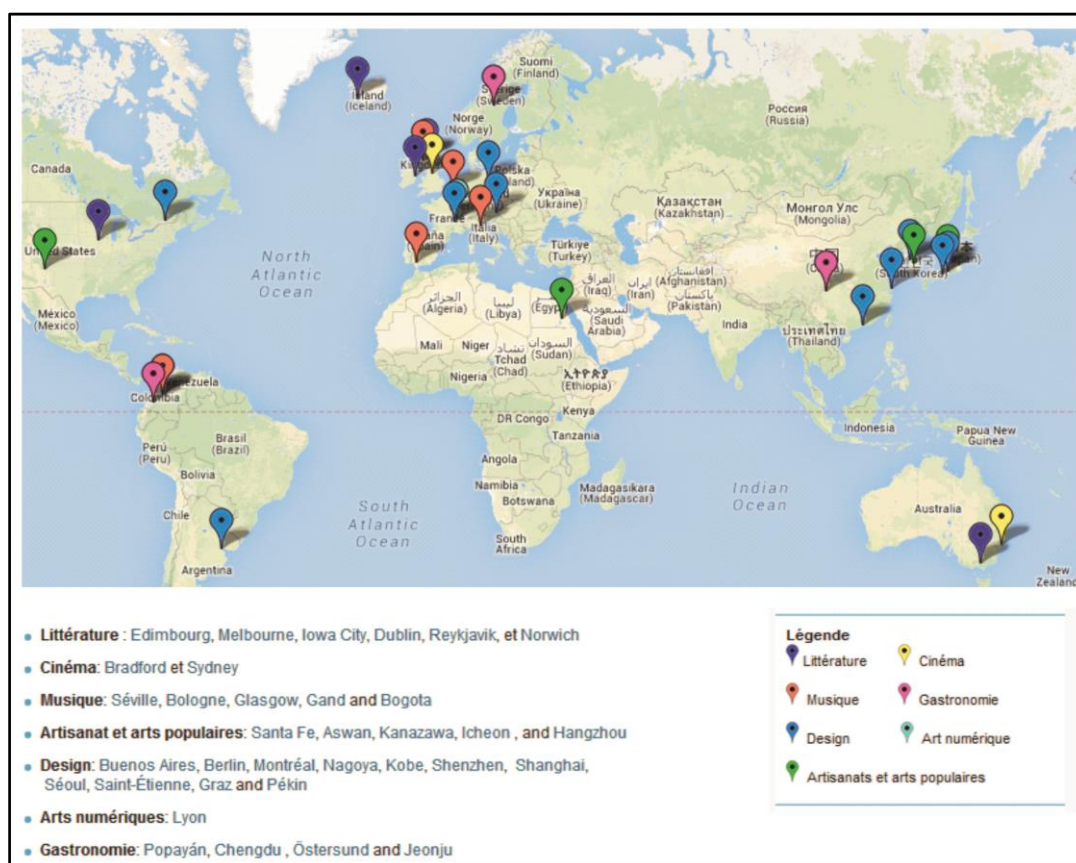 Suomi
(Finland)
Ísland
(Iceland)
Sverige
(Sweden)
Россия
(Russia)
Norge
(Norway)
Canada
Polska
Україна
(Ukraine)
Қазақстан
(Kazakhstan)
Монгол Улс
(Mongolia)
France
Italia
(Italy)
United States
North
Atlantic
Ocean
Türkiye
(Turkey)
(South Korea)
العراق
(Iraq)
ایران
(Iran)
افغانستان
(Afghanistan)
پاکستان
(Pakistan)
الجزائر
(Algeria)
ليبيا
(Libya)
(Egypt)
السعودية
(Saudi
Arabia)
México
(Mexico)
India
ประเทศไทย
(Thailand)
Mali
Niger
تشاد
Tchad
(Chad)
السودان
(Sudan)
Nigeria
ኢትዮጵያ
(Ethiopia)
Venezuela
Colombia
DR Congo
Kenya
Indonesia
Papua New
Guinea
Tanzania
Perú
(Peru)
Brasil
(Brazil)
Bolivia
Angola
Namibia
Botswana
Madagasikara
(Madagascar)
Indian
Ocean
Chile
South
Atlantic
Ocean
Australia
South
Africa
Argentina
New
Zealand
• Littérature : Edimbourg, Melbourne, Iowa City, Dublin, Reykjavik, et Norwich
• Cinéma: Bradford et Sydney
• Musique: Séville, Bologne, Glasgow, Gand and Bogota
• Artisanat et arts populaires: Santa Fe, Aswan, Kanazawa, Icheon , and Hangzhou
• Design: Buenos Aires, Berlin, Montréal, Nagoya, Kobe, Shenzhen, Shanghai,
Séoul, Saint-Étienne, Graz and Pékin
• Arts numériques: Lyon
• Gastronomie: Popayán, Chengdu , Östersund and Jeonju
Légende
Littérature
Cinéma
Musique
Gastronomie
Design
Art numérique
Artisanats et arts populaires